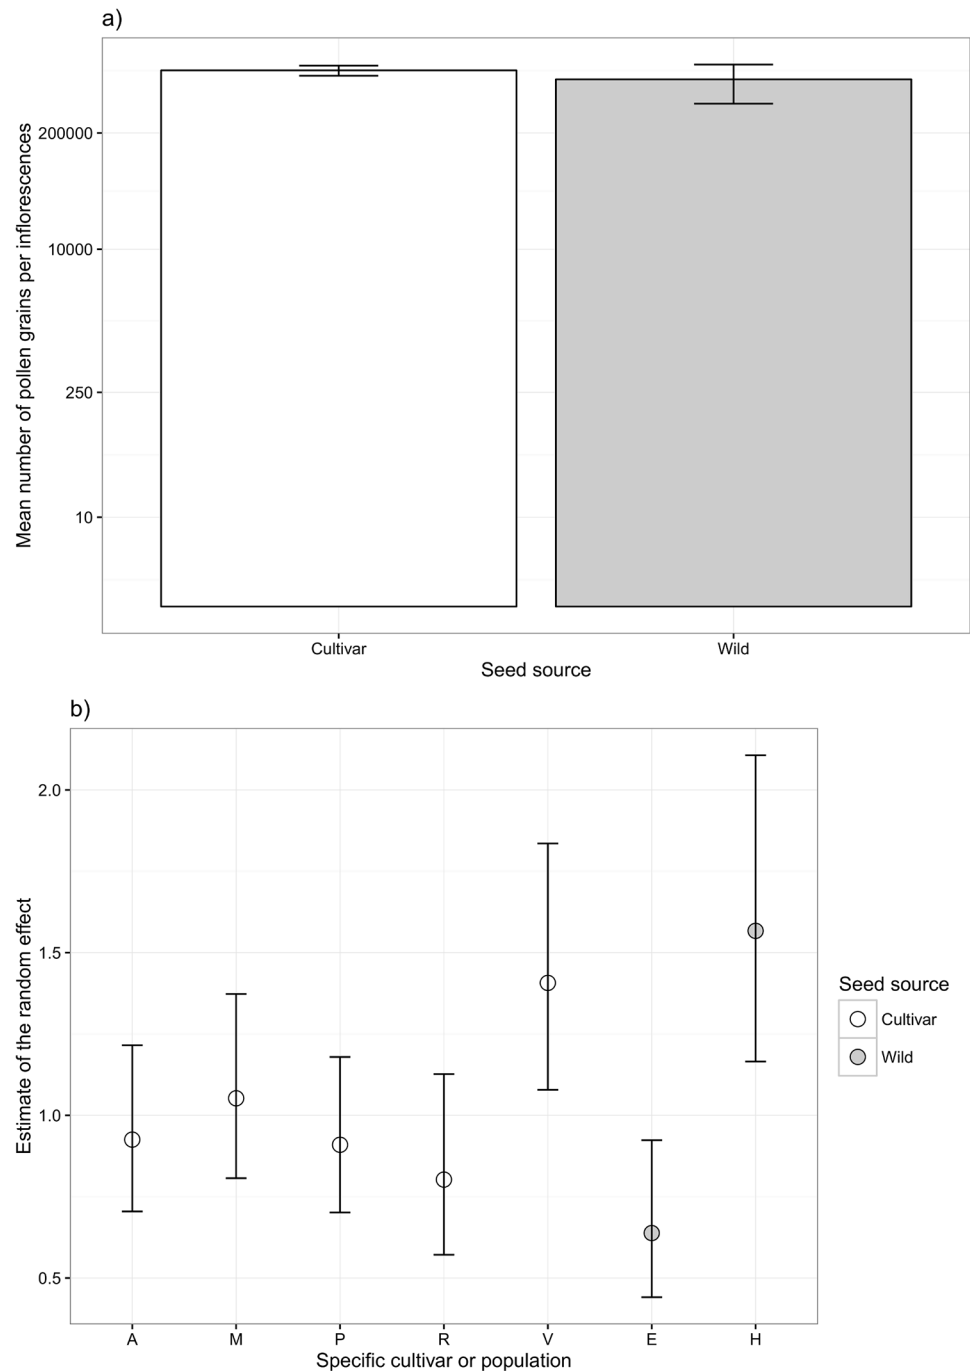 a)
Mean number of pollen grains per inflorescences
200000
10000
250
10
Cultivar
Wild
Seed source
b)
Estimate of the random effect
2.0
1.5
1.0
0.5
A
M
P
R
V
E
H
Specific cultivar or population
Seed source
Cultivar
Wild